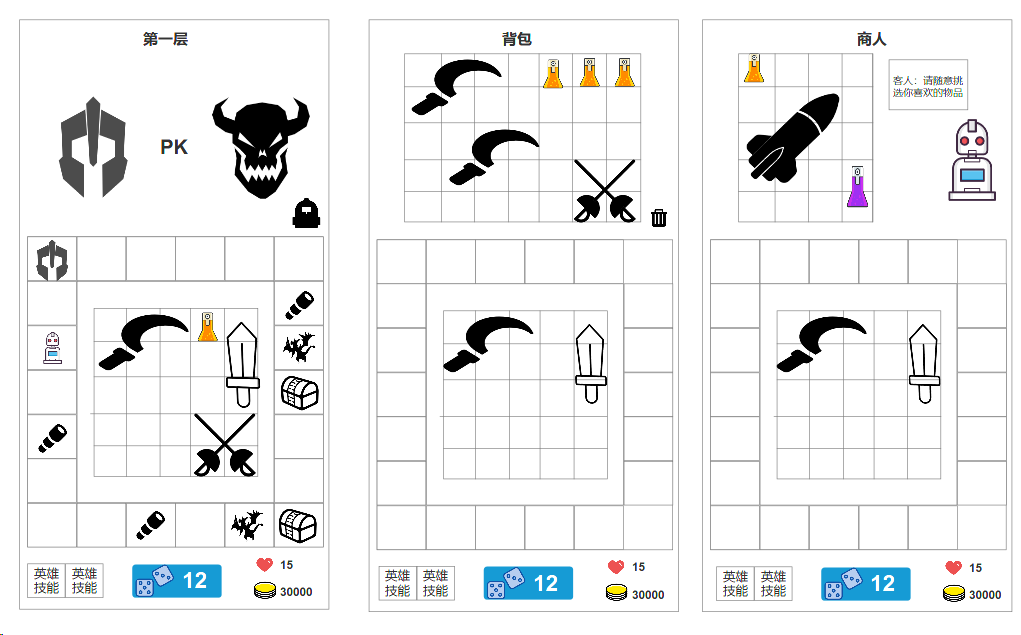 第一层
PK
英雄
技能
英雄
技能
12
15
30000
背包
英雄
技能
英雄
技能
12
15
30000
商人
客人：请随意挑
选你喜欢的物品
英雄
技能
英雄
技能
12
15
30000